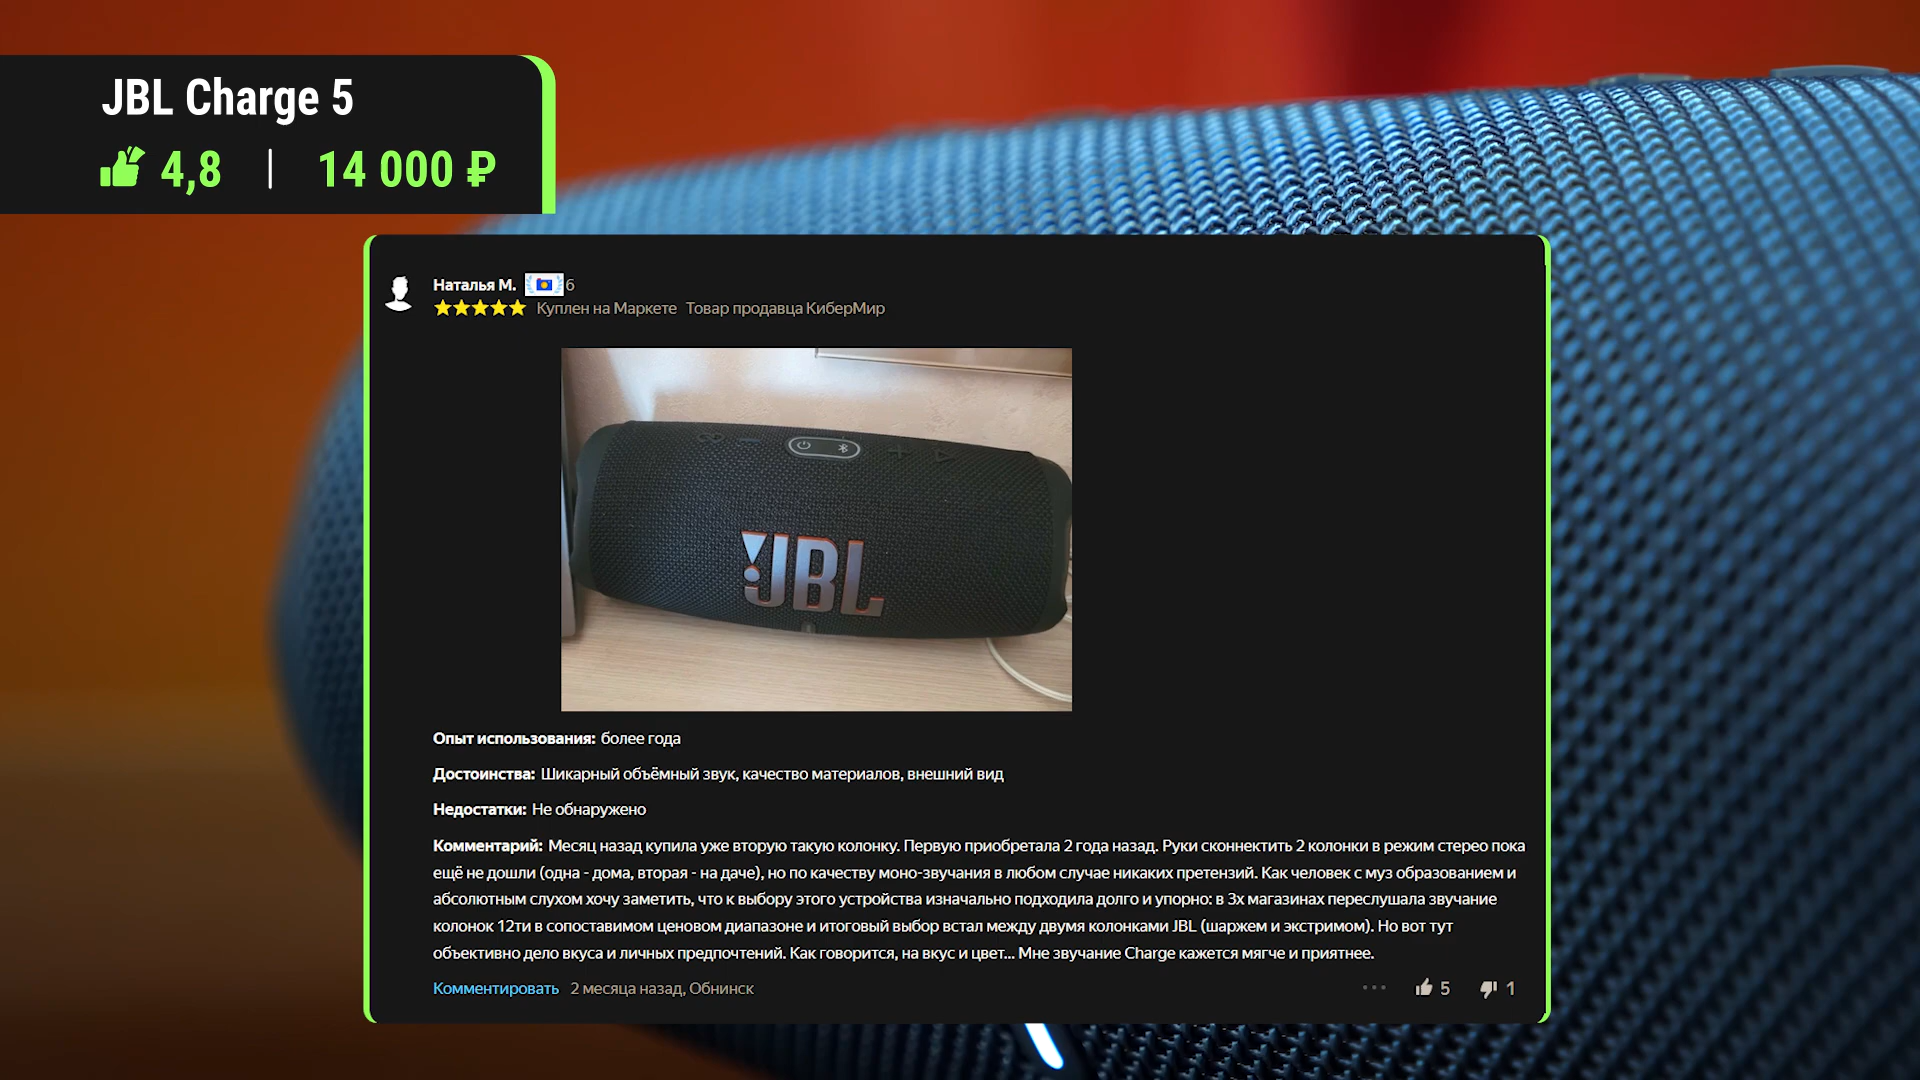 JBL Charge 5
4,8 | 14 000 ₽
Наталья М. 6
Куплен на Маркете Товар продавца КиберМир
JBL
Опыт использования: более года
Достоинства: Шикарный объёмный звук, качество материалов, внешний вид
Недостатки: Не обнаружено
Комментарий: Месяц назад купила уже вторую такую колонку. Первую приобретала 2 года назад. Руки сконнектить 2 колонки в режим стерео пока
ещё не дошли (одна - дома, вторая - на даче), но по качеству моно-звучания в любом случае никаких претензий. Как человек с муз образованием и
абсолютным слухом хочу заметить, что к выбору этого устройства изначально подходила долго и упорно: в 3х магазинах переслушала звучание
колонок 12ти в сопоставимом ценовом диапазоне и итоговый выбор встал между двумя колонками JBL (шаржем и экстримом). Но вот тут
объективно дело вкуса и личных предпочтений. Как говорится, на вкус и цвет... Мне звучание Charge кажется мягче и приятнее.
Комментировать 2 месяца назад, Обнинск
5 1